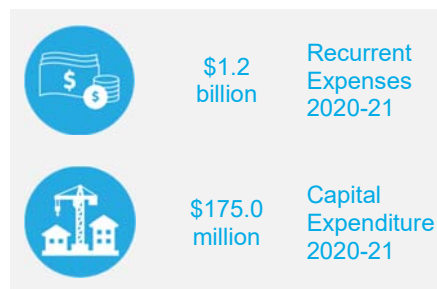 $
$
$1.2
billion
Recurrent
Expenses
2020-21
$175.0
million
Capital
Expenditure
2020-21